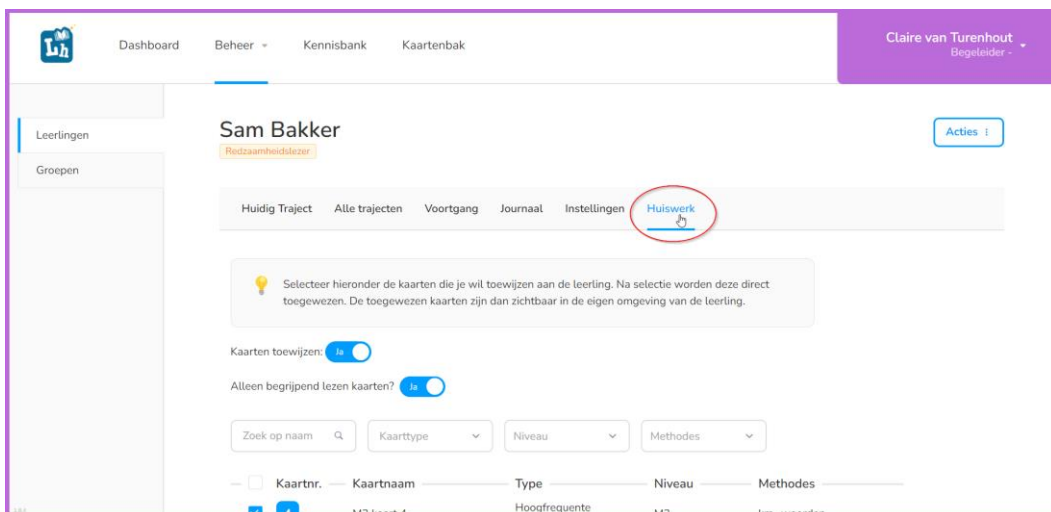 Lh
Dashboard
Beheer
Kennisbank
Kaartenbak
Claire van Turenhout
Begeleider -
Leerlingen
Groepen
Sam Bakker
Redzaamheidslezer
Acties
Huidig Traject
Alle trajecten
Voortgang
Journaal
Instellingen
Huiswerk
Selecteer hieronder de kaarten die je wil toewijzen aan de leerling. Na selectie worden deze direct
toegewezen. De toegewezen kaarten zijn dan zichtbaar in de eigen omgeving van de leerling.
Kaarten toewijzen: Ja
Alleen begrijpend lezen kaarten? Ja
Zoek op naam
Kaarttype
Niveau
Methodes
Kaartnr.
Kaartnaam
Type
Niveau
Methodes
Hoogfrequente